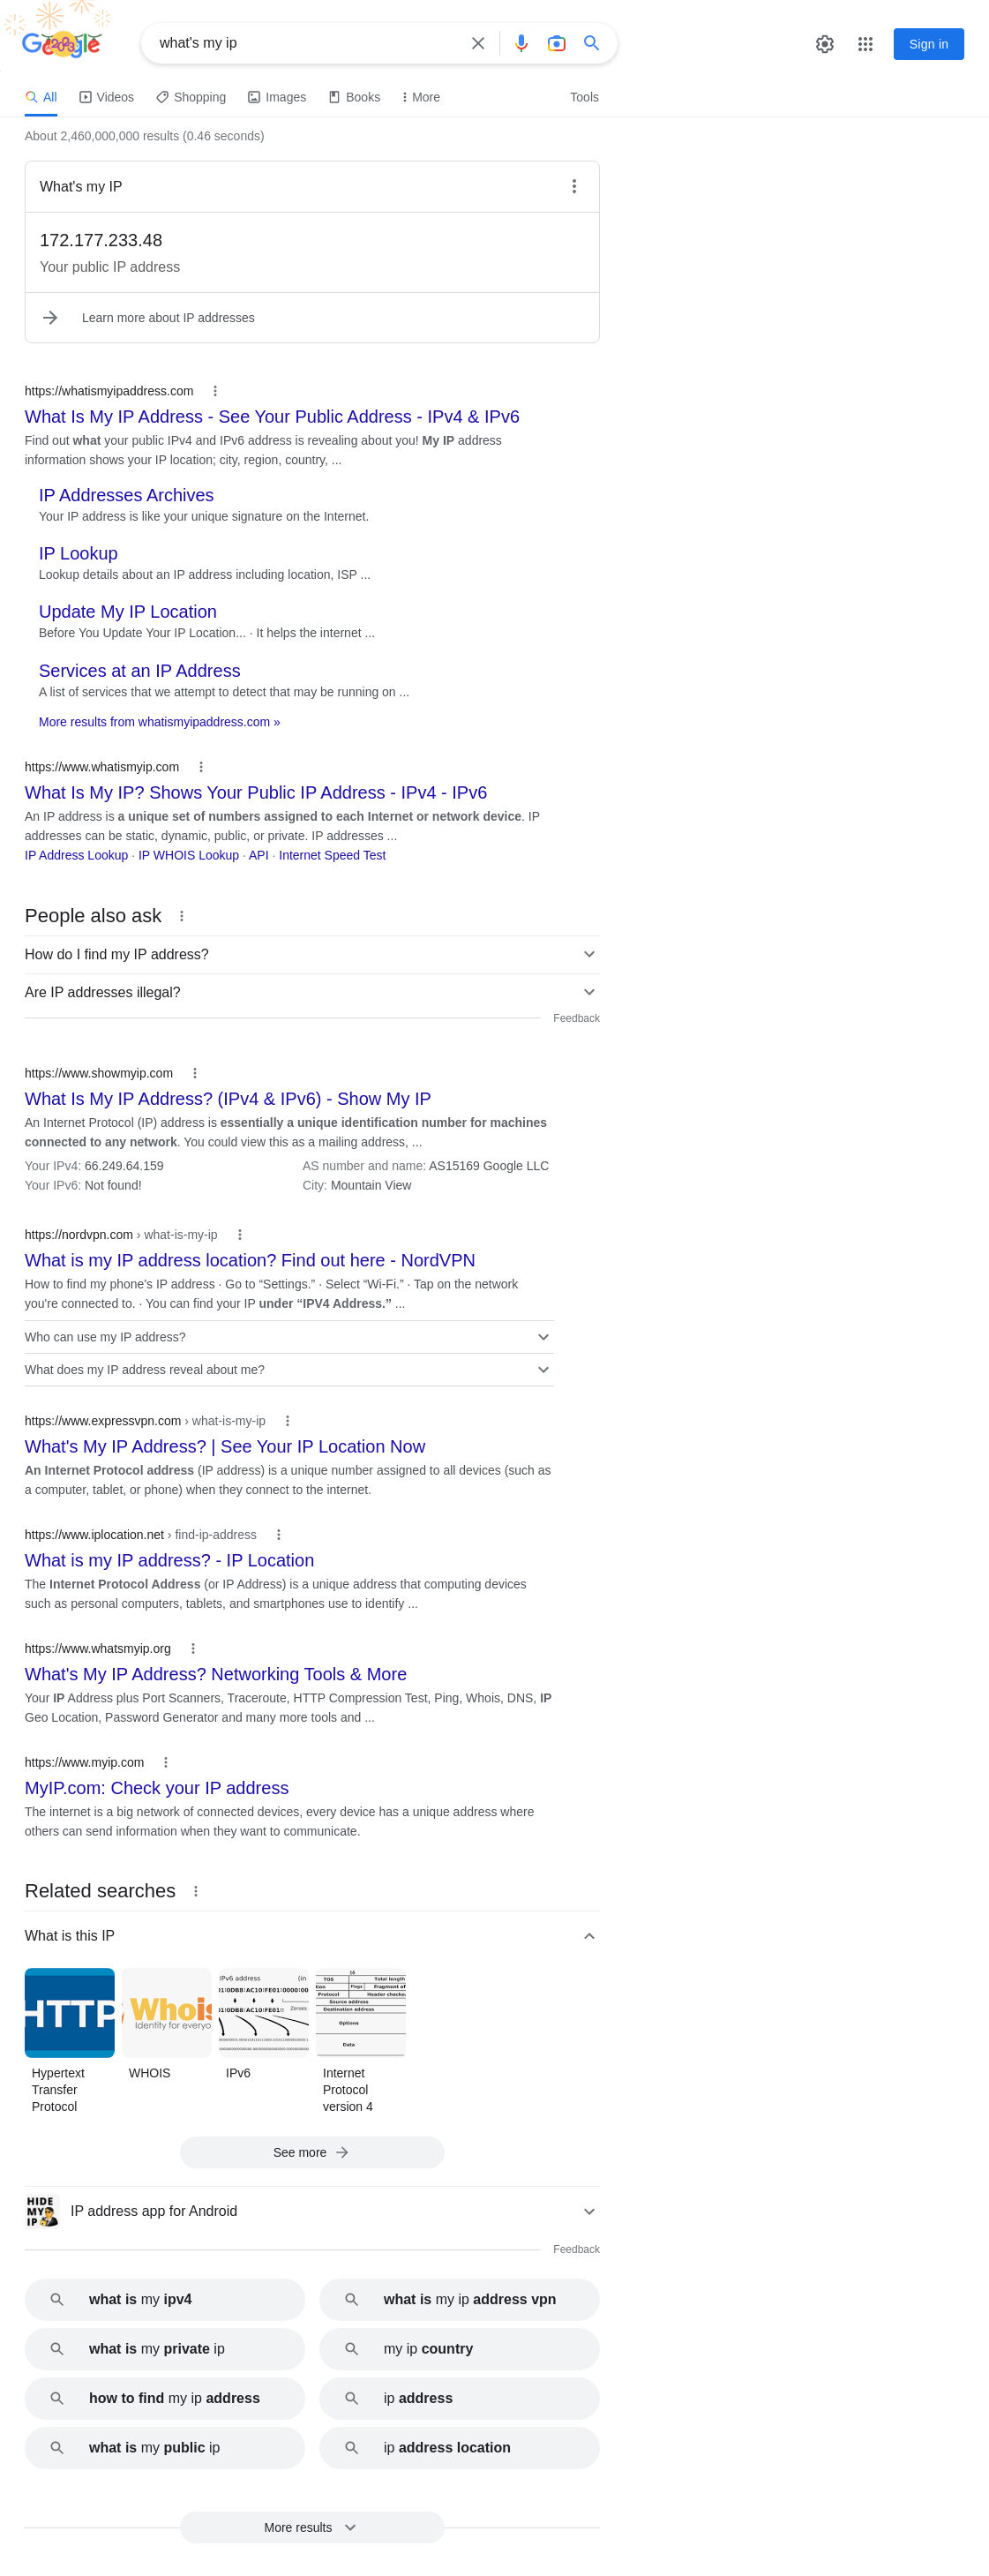 Google
what's my ip
Sign in
All
Videos
Shopping
Images
Books
More
Tools
About 2,460,000,000 results (0.46 seconds)
What's my IP
172.177.233.48
Your public IP address
Learn more about IP addresses
https://whatismyipaddress.com
What Is My IP Address - See Your Public Address - IPv4 & IPv6
Find out what your public IPv4 and IPv6 address is revealing about you! My IP address
information shows your IP location; city, region, country, ...
IP Addresses Archives
Your IP address is like your unique signature on the Internet.
IP Lookup
Lookup details about an IP address including location, ISP ...
Update My IP Location
Before You Update Your IP Location... · It helps the internet ...
Services at an IP Address
A list of services that we attempt to detect that may be running on ...
More results from whatismyipaddress.com »
https://www.whatismyip.com
What Is My IP? Shows Your Public IP Address - IPv4 - IPv6
An IP address is a unique set of numbers assigned to each Internet or network device. IP
addresses can be static, dynamic, public, or private. IP addresses ...
IP Address Lookup · IP WHOIS Lookup · API · Internet Speed Test
People also ask
How do I find my IP address?
Are IP addresses illegal?
Feedback
https://www.showmyip.com
What Is My IP Address? (IPv4 & IPv6) - Show My IP
An Internet Protocol (IP) address is essentially a unique identification number for machines
connected to any network. You could view this as a mailing address, ...
Your IPv4: 66.249.64.159
AS number and name: AS15169 Google LLC
Your IPv6: Not found!
City: Mountain View
https://nordvpn.com › what-is-my-ip
What is my IP address location? Find out here - NordVPN
How to find my phone's IP address · Go to “Settings.” · Select “Wi-Fi.” · Tap on the network
you're connected to. · You can find your IP under “IPV4 Address.” ...
Who can use my IP address?
What does my IP address reveal about me?
https://www.expressvpn.com › what-is-my-ip
What's My IP Address? | See Your IP Location Now
An Internet Protocol address (IP address) is a unique number assigned to all devices (such as
a computer, tablet, or phone) when they connect to the internet.
https://www.iplocation.net › find-ip-address
What is my IP address? - IP Location
The Internet Protocol Address (or IP Address) is a unique address that computing devices
such as personal computers, tablets, and smartphones use to identify ...
https://www.whatsmyip.org
What's My IP Address? Networking Tools & More
Your IP Address plus Port Scanners, Traceroute, HTTP Compression Test, Ping, Whois, DNS, IP
Geo Location, Password Generator and many more tools and ...
https://www.myip.com
MyIP.com: Check your IP address
The internet is a big network of connected devices, every device has a unique address where
others can send information when they want to communicate.
Related searches
What is this IP
HTTP
Whois
Identity for everyo
IPv6 address (in
Zeroes
16
TOS Total length
Flags Fragment of
Protocol Header checks
Source address
Destination address
Options
Data
Hypertext
Transfer
Protocol
WHOIS
IPv6
Internet
Protocol
version 4
See more
HIDE
MY
IP
IP address app for Android
Feedback
what is my ipv4
what is my ip address vpn
what is my private ip
my ip country
how to find my ip address
ip address
what is my public ip
ip address location
More results